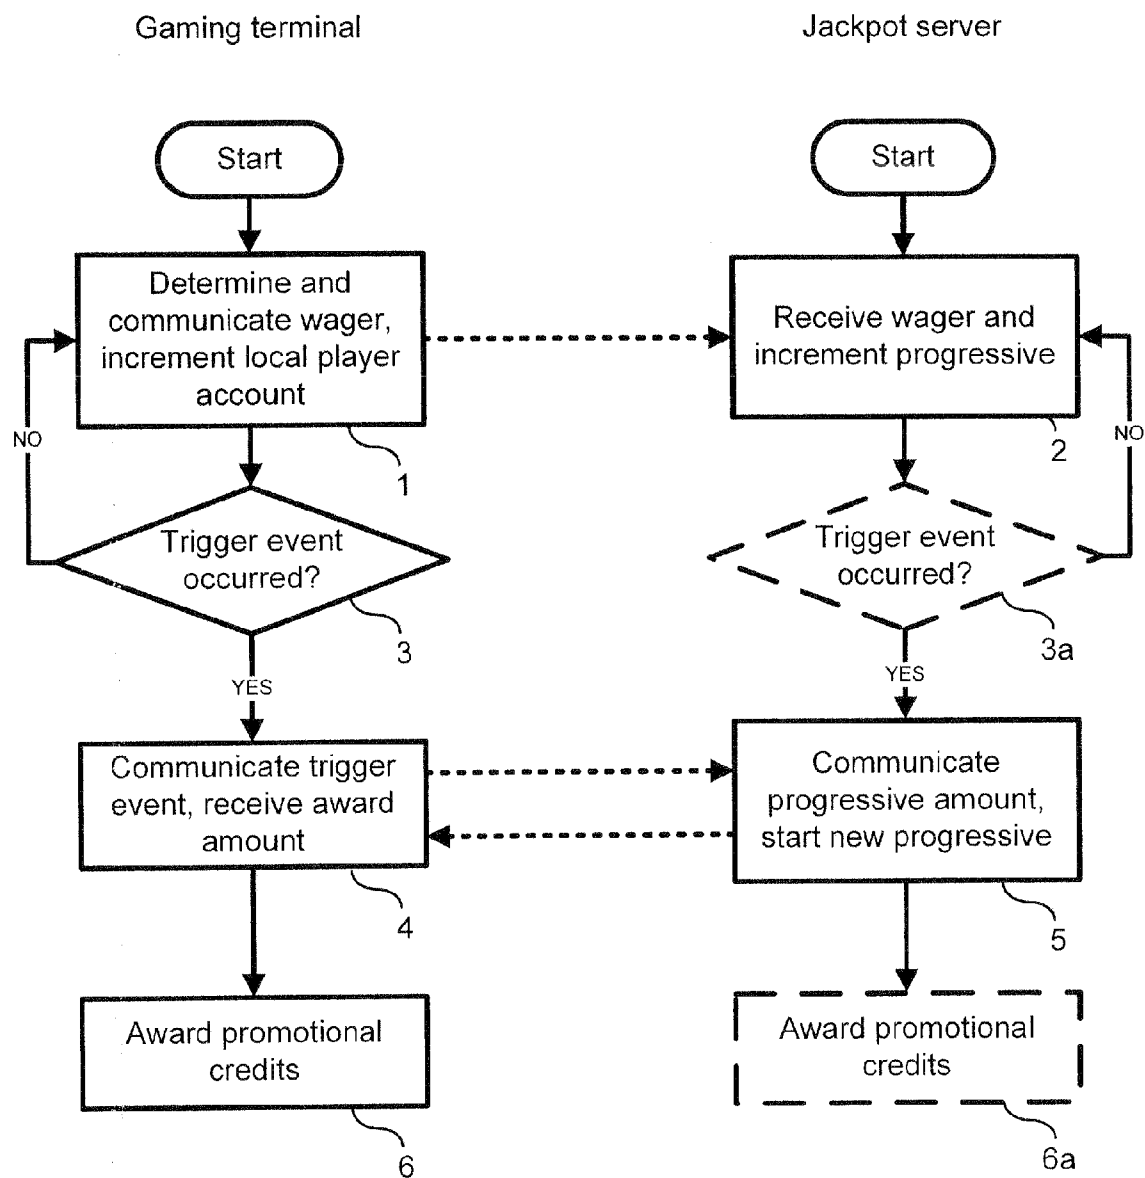 Gaming terminal
Jackpot server
Start
Start
Determine and
communicate wager,
increment local player
account
Receive wager and
increment progressive
NO
NO
1
2
Trigger event
occurred?
Trigger event
occurred?
3
3a
YES
YES
Communicate trigger
event, receive award
amount
Communicate
progressive amount,
start new progressive
4
5
Award promotional
credits
Award promotional
credits
6
6a